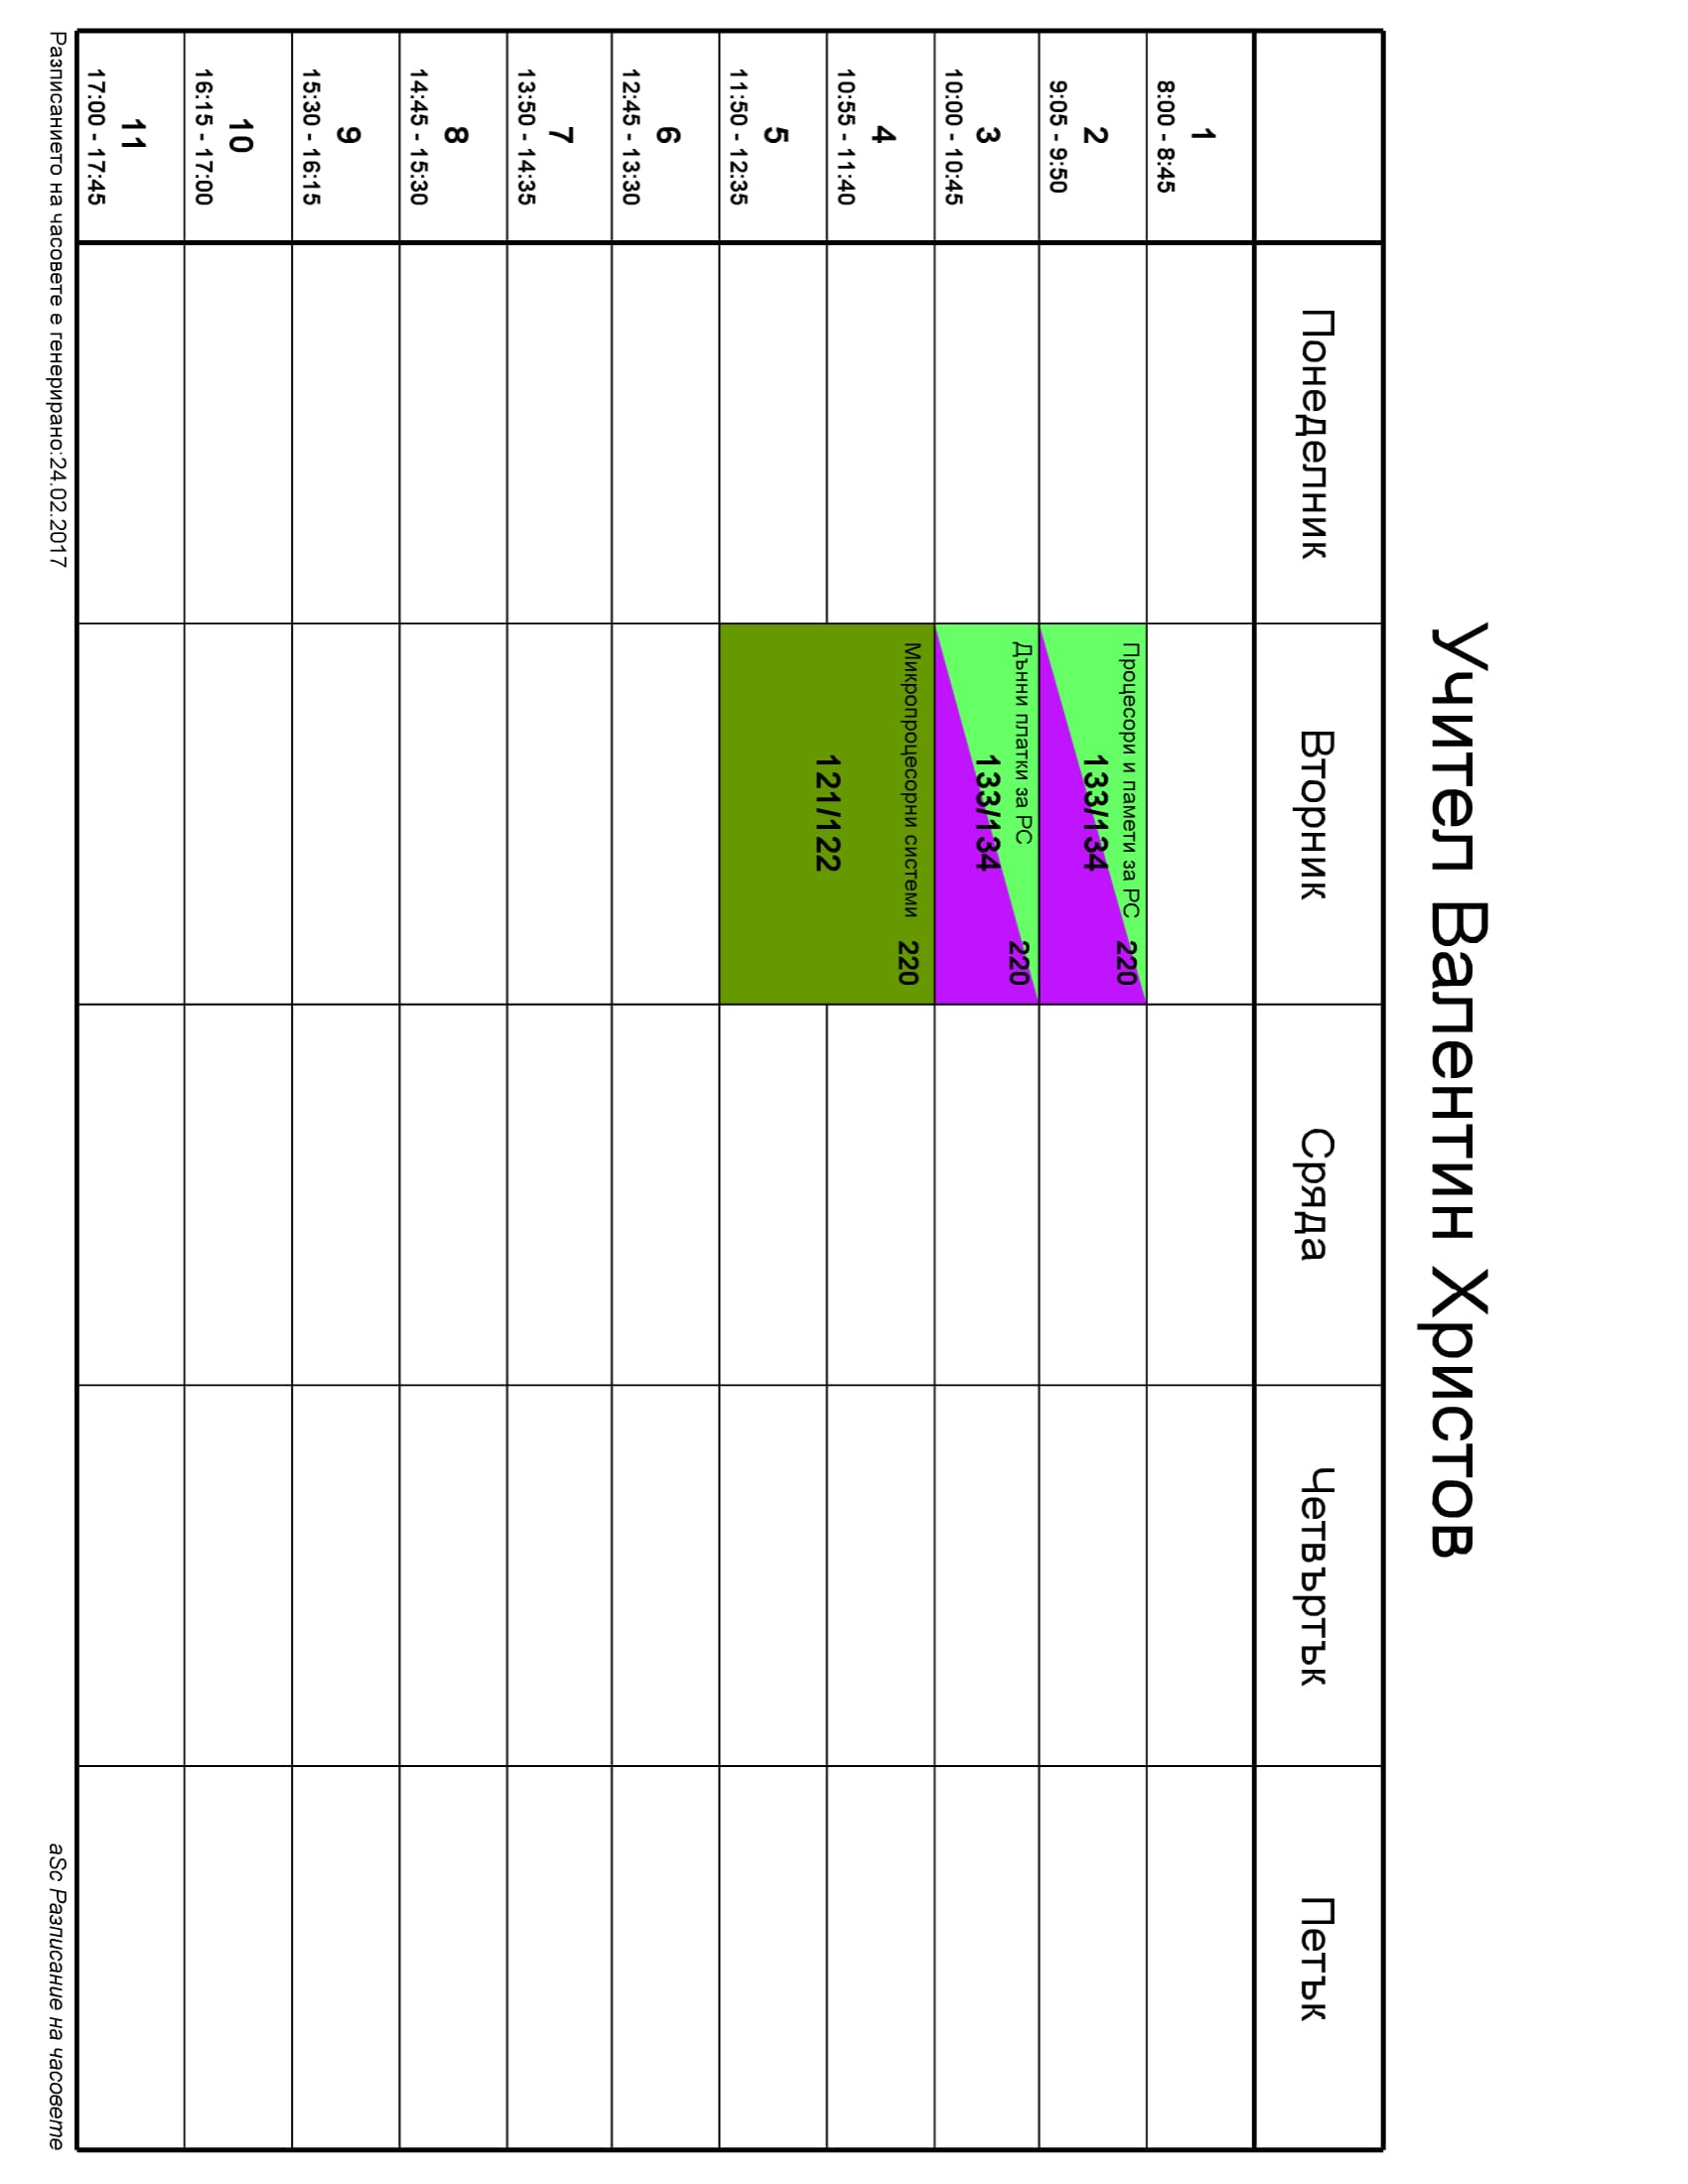 Учител Валентин Христов
Понеделник
Вторник
Сряда
Четвъртък
Петък
1
8:00 - 8:45
2
9:05 - 9:50
Процесори и памети за PC
220
133/134
3
10:00 - 10:45
Дънни платки за PC
220
133/134
4
10:55 - 11:40
Микропроцесорни системи
220
121/122
5
11:50 - 12:35
6
12:45 - 13:30
7
13:50 - 14:35
8
14:45 - 15:30
9
15:30 - 16:15
10
16:15 - 17:00
11
17:00 - 17:45
Разписанието на часовете е генерирано:24.02.2017
aSc Разписание на часовете